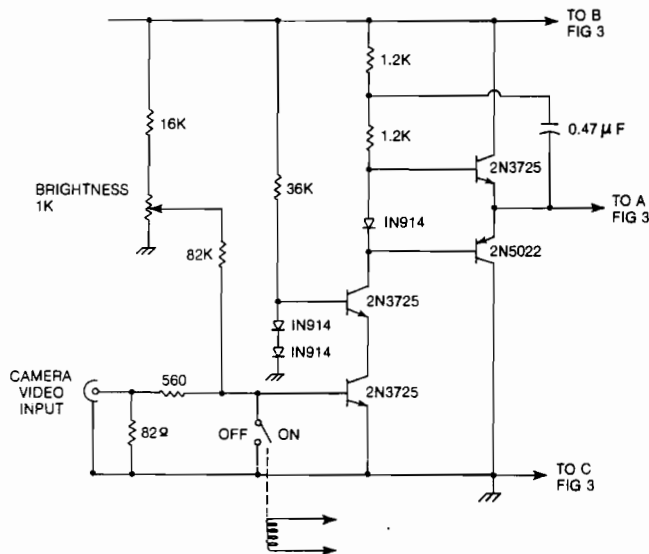 TO B
FIG 3
1.2K
16K
0.47 µF
1.2K
2N3725
BRIGHTNESS
1K
36K
TO A
FIG 3
IN914
82K
2N5022
2N3725
IN914
IN914
CAMERA
VIDEO
INPUT
560
2N3725
82Ω
OFF
ON
TO C
FIG 3